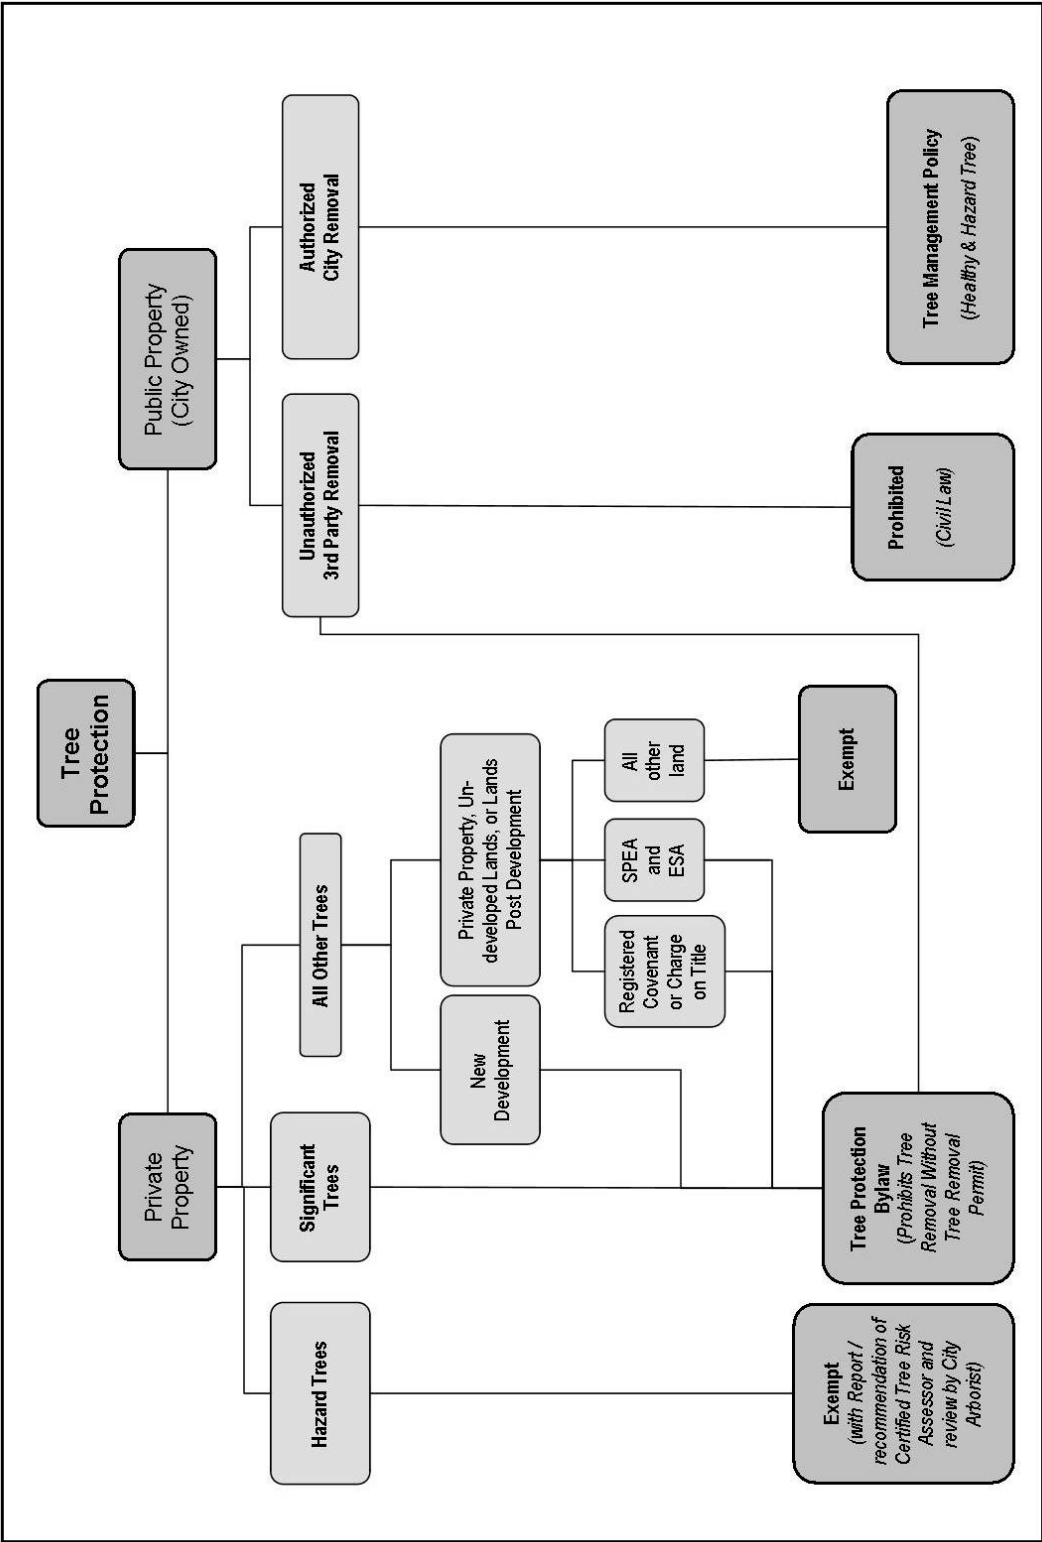 Tree
Protection
Private
Property
Public Property
(City Owned)
Hazard Trees
Significant
Trees
All Other Trees
Unauthorized
3rd Party Removal
Authorized
City Removal
New
Development
Private Property, Un-
developed Lands, or Lands
Post Development
Registered
Covenant
or Charge
on Title
SPEA
and
ESA
All
other
land
Exempt
(with Report /
recommendation of
Certified Tree Risk
Assessor and
review by City
Arborist)
Tree Protection
Bylaw
(Prohibits Tree
Removal Without
Tree Removal
Permit)
Exempt
Prohibited
(Civil Law)
Tree Management Policy
(Healthy & Hazard Tree)